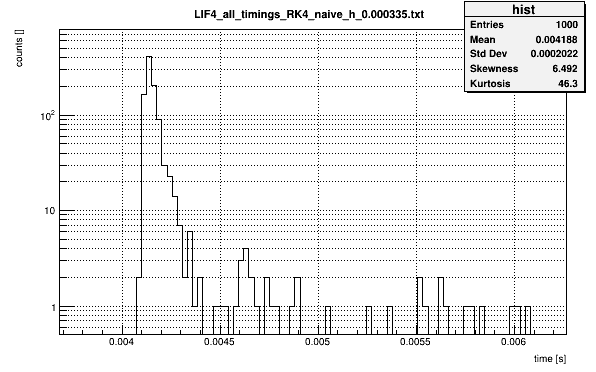 LIF4_all_timings_RK4_naive_h_0.000335.txt
hist
Entries 1000
Mean 0.004188
Std Dev 0.0002022
Skewness 6.492
Kurtosis 46.3
counts []
10²
10
1
0.004 0.0045 0.005 0.0055 0.006
time [s]